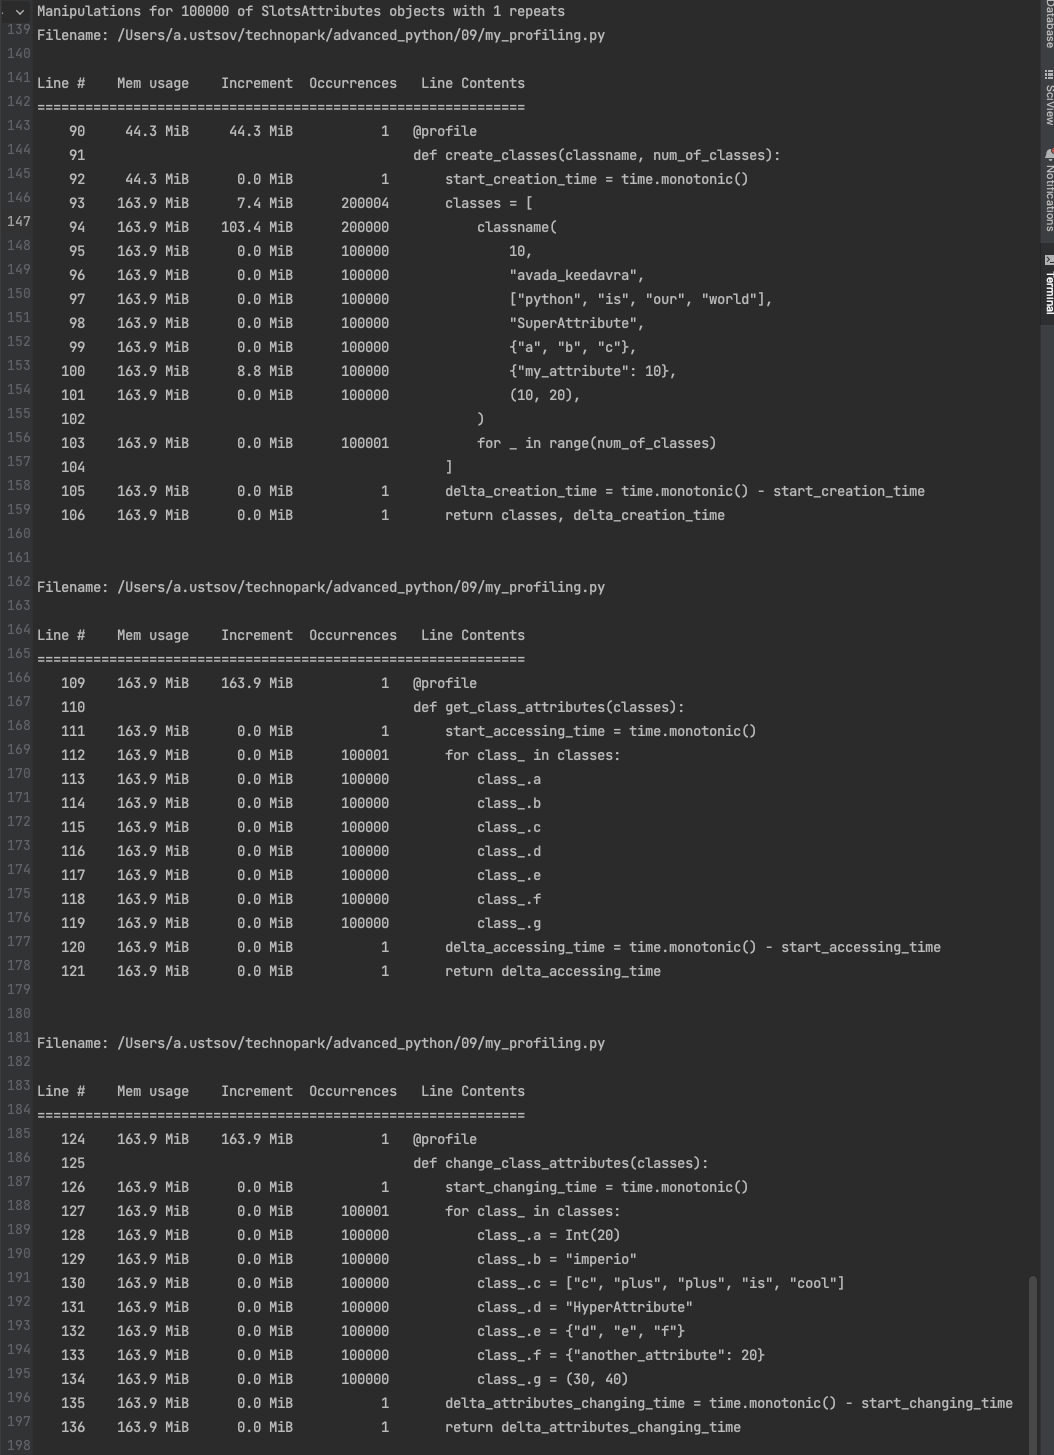 Manipulations for 100000 of SlotsAttributes objects with 1 repeats
139 Filename: /Users/a.ustsov/technopark/advanced_python/09/my_profiling.py
140
141 Line #    Mem usage    Increment  Occurrences   Line Contents
142 =============================================================
143     90     44.3 MiB     44.3 MiB           1   @profile
144     91                                         def create_classes(classname, num_of_classes):
145     92     44.3 MiB      0.0 MiB           1       start_creation_time = time.monotonic()
146     93    163.9 MiB      7.4 MiB      200004       classes = [
147     94    163.9 MiB    103.4 MiB      200000           classname(
148     95    163.9 MiB      0.0 MiB      100000               10,
149     96    163.9 MiB      0.0 MiB      100000               "avada_keedavra",
150     97    163.9 MiB      0.0 MiB      100000               ["python", "is", "our", "world"],
151     98    163.9 MiB      0.0 MiB      100000               "SuperAttribute",
152     99    163.9 MiB      0.0 MiB      100000               {"a", "b", "c"},
153    100    163.9 MiB      8.8 MiB      100000               {"my_attribute": 10},
154    101    163.9 MiB      0.0 MiB      100000               (10, 20),
155    102                                                 )
156    103    163.9 MiB      0.0 MiB      100001           for _ in range(num_of_classes)
157    104                                             ]
158    105    163.9 MiB      0.0 MiB           1       delta_creation_time = time.monotonic() - start_creation_time
159    106    163.9 MiB      0.0 MiB           1       return classes, delta_creation_time
160
161
162 Filename: /Users/a.ustsov/technopark/advanced_python/09/my_profiling.py
163
164 Line #    Mem usage    Increment  Occurrences   Line Contents
165 =============================================================
166    109    163.9 MiB    163.9 MiB           1   @profile
167    110                                         def get_class_attributes(classes):
168    111    163.9 MiB      0.0 MiB           1       start_accessing_time = time.monotonic()
169    112    163.9 MiB      0.0 MiB      100001       for class_ in classes:
170    113    163.9 MiB      0.0 MiB      100000           class_.a
171    114    163.9 MiB      0.0 MiB      100000           class_.b
172    115    163.9 MiB      0.0 MiB      100000           class_.c
173    116    163.9 MiB      0.0 MiB      100000           class_.d
174    117    163.9 MiB      0.0 MiB      100000           class_.e
175    118    163.9 MiB      0.0 MiB      100000           class_.f
176    119    163.9 MiB      0.0 MiB      100000           class_.g
177    120    163.9 MiB      0.0 MiB           1       delta_accessing_time = time.monotonic() - start_accessing_time
178    121    163.9 MiB      0.0 MiB           1       return delta_accessing_time
179
180
181 Filename: /Users/a.ustsov/technopark/advanced_python/09/my_profiling.py
182
183 Line #    Mem usage    Increment  Occurrences   Line Contents
184 =============================================================
185    124    163.9 MiB    163.9 MiB           1   @profile
186    125                                         def change_class_attributes(classes):
187    126    163.9 MiB      0.0 MiB           1       start_changing_time = time.monotonic()
188    127    163.9 MiB      0.0 MiB      100001       for class_ in classes:
189    128    163.9 MiB      0.0 MiB      100000           class_.a = Int(20)
190    129    163.9 MiB      0.0 MiB      100000           class_.b = "imperio"
191    130    163.9 MiB      0.0 MiB      100000           class_.c = ["c", "plus", "plus", "is", "cool"]
192    131    163.9 MiB      0.0 MiB      100000           class_.d = "HyperAttribute"
193    132    163.9 MiB      0.0 MiB      100000           class_.e = {"d", "e", "f"}
194    133    163.9 MiB      0.0 MiB      100000           class_.f = {"another_attribute": 20}
195    134    163.9 MiB      0.0 MiB      100000           class_.g = (30, 40)
196    135    163.9 MiB      0.0 MiB           1       delta_attributes_changing_time = time.monotonic() - start_changing_time
197    136    163.9 MiB      0.0 MiB           1       return delta_attributes_changing_time
198
Database
SciView
Notifications
Terminal